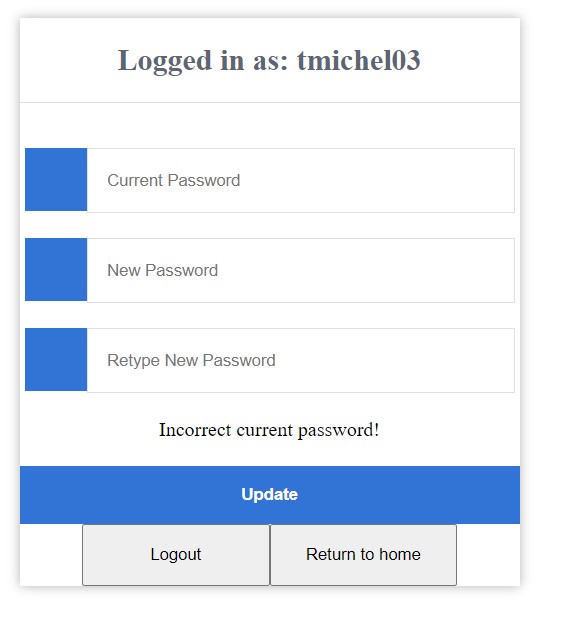 Logged in as: tmichel03
Current Password
New Password
Retype New Password
Incorrect current password!
Update
Logout Return to home